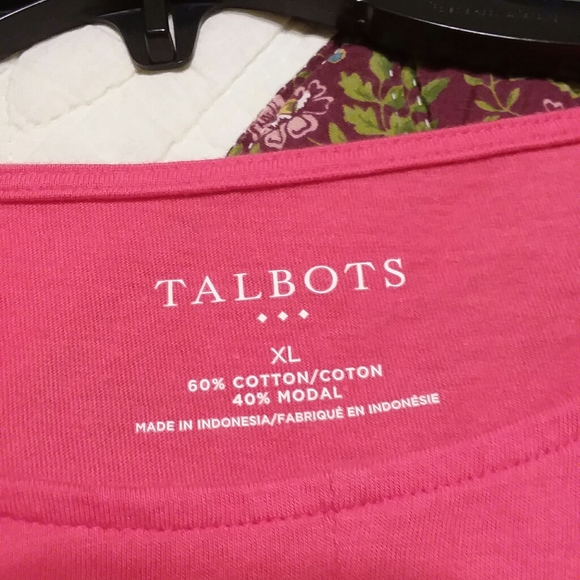 TALBOTS
XL
60% COTTON/COTON
40% MODAL
MADE IN INDONESIA/FABRIQUÉ EN INDONÉSIE